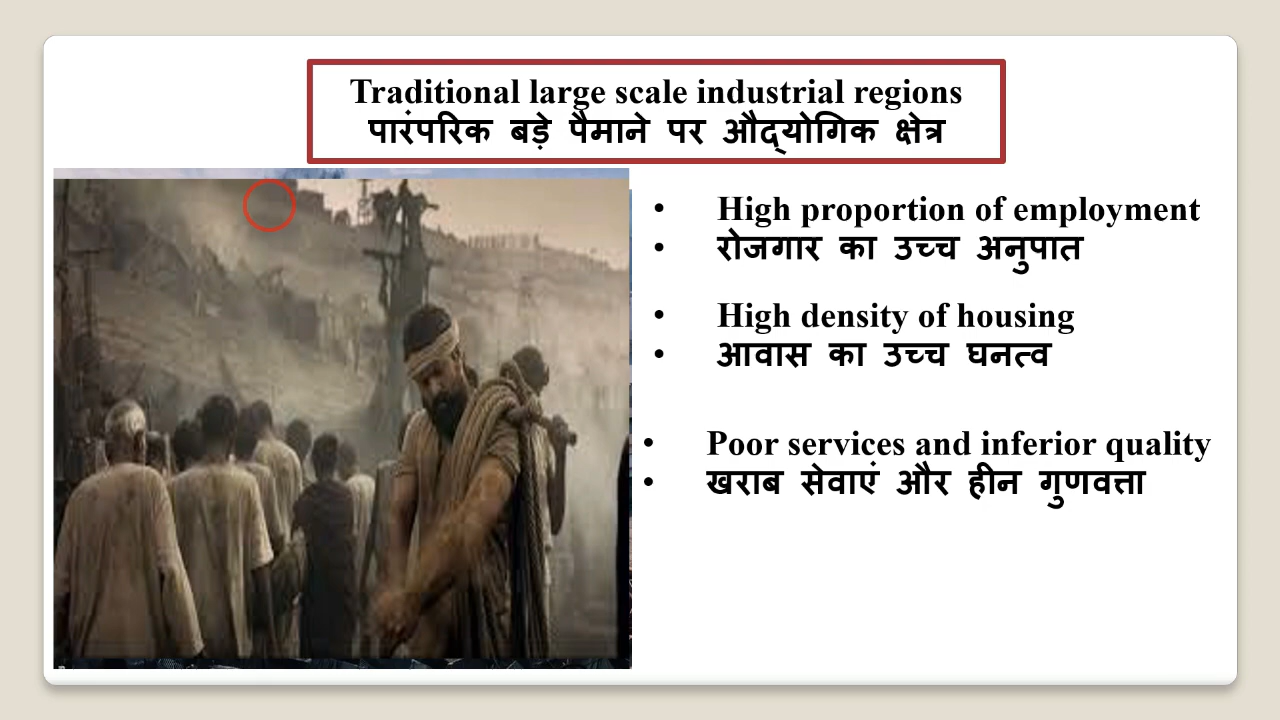 Traditional large scale industrial regions
पारंपरिक बड़े पैमाने पर औद्योगिक क्षेत्र
• High proportion of employment
• रोजगार का उच्च अनुपात
• High density of housing
• आवास का उच्च घनत्व
• Poor services and inferior quality
• खराब सेवाएं और हीन गुणवत्ता